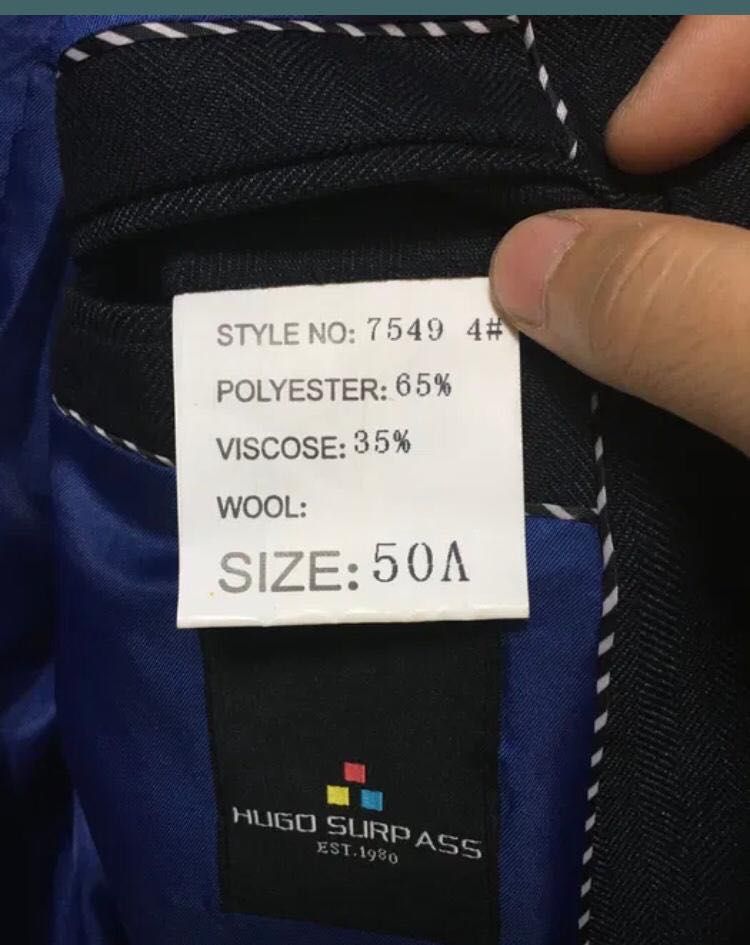 STYLE NO: 7549 4#
POLYESTER: 65%
VISCOSE: 35%
WOOL:
SIZE: 50A
HUGO SURPASS
EST.1980